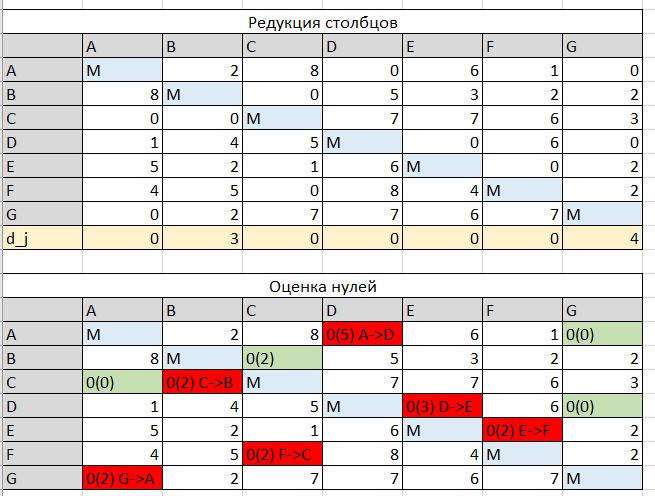 Редукция столбцов
A B C D E F G
A M 2 8 0 6 1 0
B 8 M 0 5 3 2 2
C 0 0 M 7 7 6 3
D 1 4 5 M 0 6 0
E 5 2 1 6 M 0 2
F 4 5 0 8 4 M 2
G 0 2 7 7 6 7 M
d_j 0 3 0 0 0 0 4
Оценка нулей
A B C D E F G
A M 2 8 0(5) A->D 6 1 0(0)
B 8 M 0(2) 5 3 2 2
C 0(0) 0(2) C->B M 7 7 6 3
D 1 4 5 M 0(3) D->E 6 0(0)
E 5 2 1 6 M 0(2) E->F 2
F 4 5 0(2) F->C 8 4 M 2
G 0(2) G->A 2 7 7 6 7 M